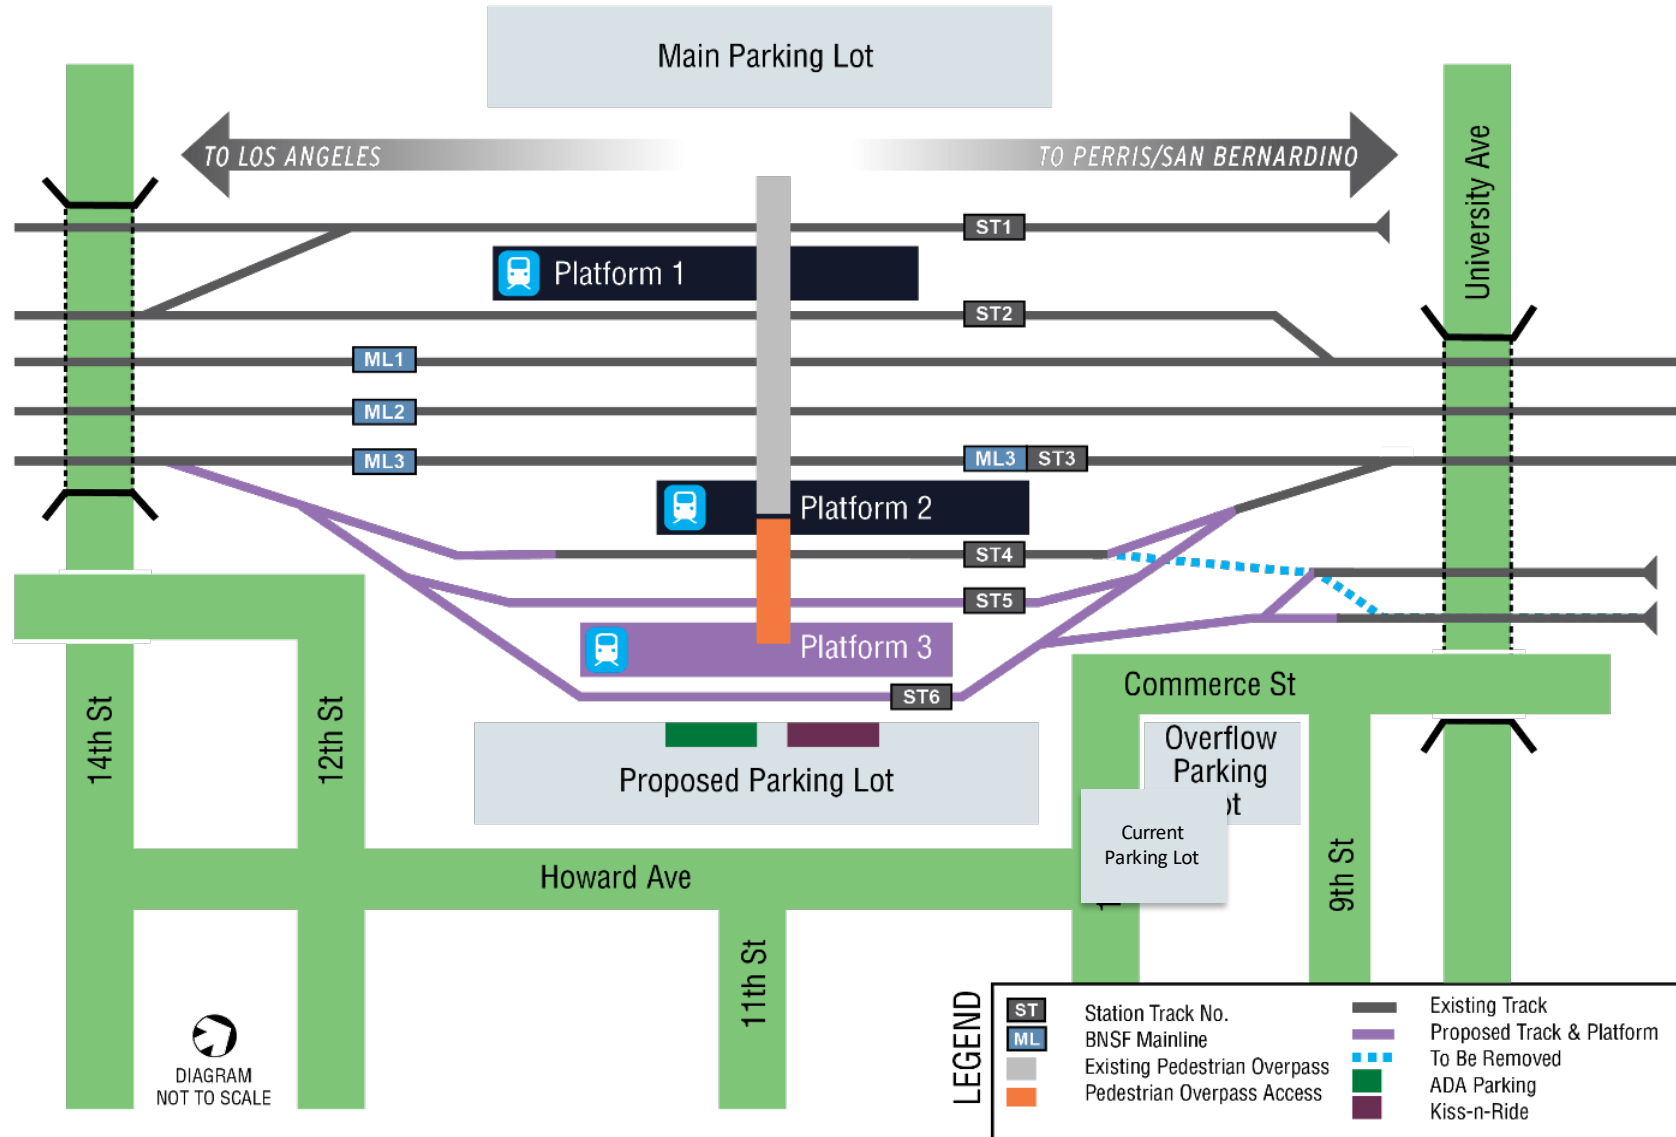 Main Parking Lot
TO LOS ANGELES
TO PERRIS/SAN BERNARDINO
University Ave
ST1
Platform 1
ST2
ML1
ML2
ML3
ML3 ST3
Platform 2
ST4
ST5
Platform 3
ST6
Commerce St
14th St
12th St
Proposed Parking Lot
Overflow
Parking
Current
Parking Lot
9th St
Howard Ave
11th St
DIAGRAM
NOT TO SCALE
LEGEND
ST Station Track No.
ML BNSF Mainline
Existing Pedestrian Overpass
Pedestrian Overpass Access
Existing Track
Proposed Track & Platform
To Be Removed
ADA Parking
Kiss-n-Ride